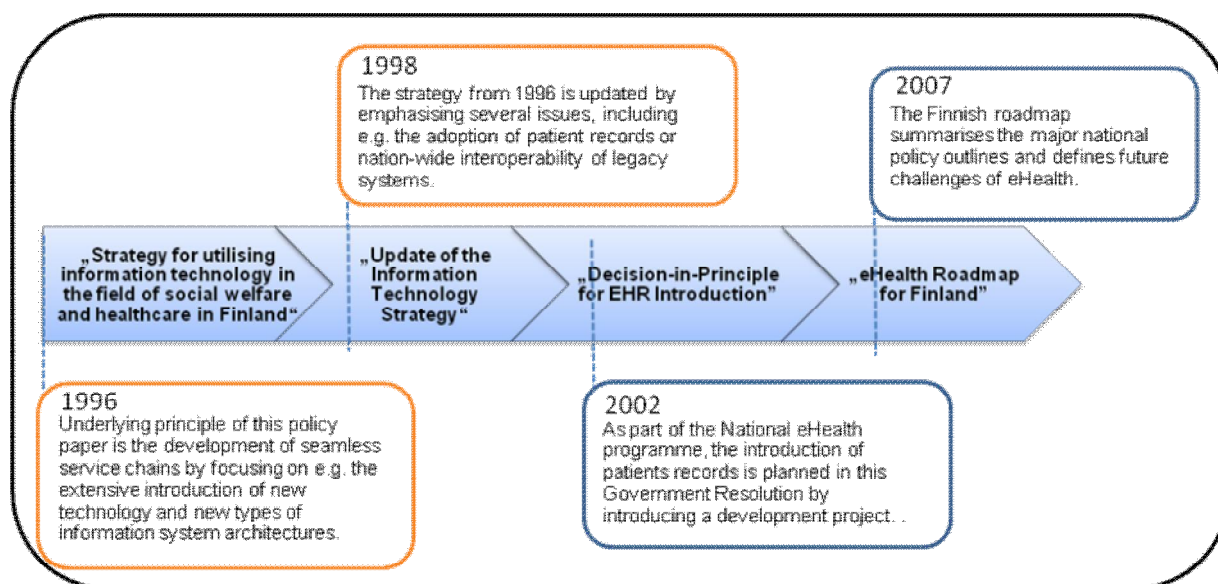 1998
The strategy from 1996 is updated by
emphasising several issues, including
e.g. the adoption of patient records or
nation-wide interoperability of legacy
systems.
2007
The Finnish roadmap
summarises the major national
policy outlines and defines future
challenges of eHealth.
„Strategy for utilising
information technology in
the field of social welfare
and healthcare in Finland“
„Update of the
Information
Technology
Strategy“
„Decision-in-Principle
for EHR Introduction”
„eHealth Roadmap
for Finland”
1996
Underlying principle of this policy
paper is the development of seamless
service chains by focusing on e.g. the
extensive introduction of new
technology and new types of
information system architectures.
2002
As part of the National eHealth
programme, the introduction of
patients records is planned in this
Government Resolution by
introducing a development project. .